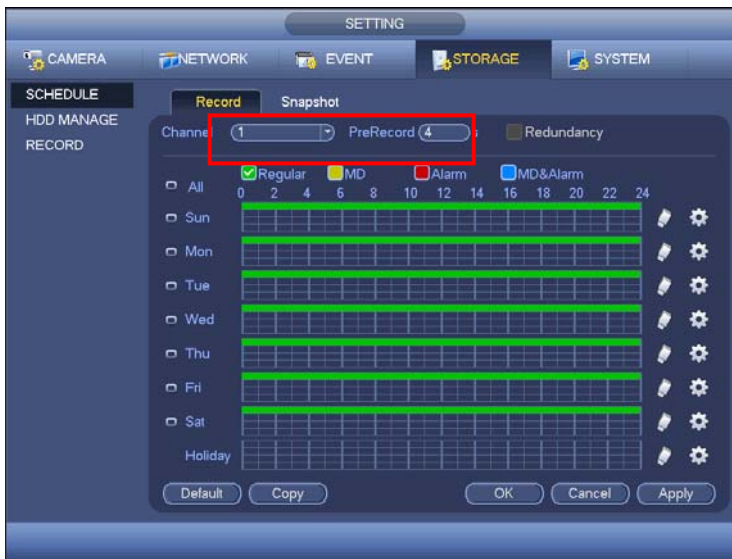 SETTING
CAMERA NETWORK EVENT STORAGE SYSTEM
SCHEDULE
HDD MANAGE
RECORD
Record Snapshot
Channel 1 PreRecord 4 s Redundancy
Regular MD Alarm MD&Alarm
All 0 2 4 6 8 10 12 14 16 18 20 22 24
Sun
Mon
Tue
Wed
Thu
Fri
Sat
Holiday
Default Copy OK Cancel Apply